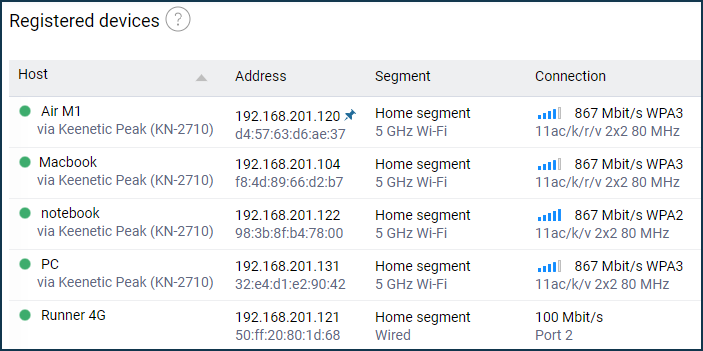 Registered devices ?
Host Address Segment Connection
Air M1 192.168.201.120 Home segment 867 Mbit/s WPA3
via Keenetic Peak (KN-2710) d4:57:63:d6:ae:37 5 GHz Wi-Fi 11ac/k/r/v 2x2 80 MHz
Macbook 192.168.201.104 Home segment 867 Mbit/s WPA3
via Keenetic Peak (KN-2710) f8:4d:89:66:d2:b7 5 GHz Wi-Fi 11ac/k/r/v 2x2 80 MHz
notebook 192.168.201.122 Home segment 867 Mbit/s WPA2
via Keenetic Peak (KN-2710) 98:3b:8f:b4:78:00 5 GHz Wi-Fi 11ac/k/v 2x2 80 MHz
PC 192.168.201.131 Home segment 867 Mbit/s WPA3
via Keenetic Peak (KN-2710) 32:e4:d1:e2:90:42 5 GHz Wi-Fi 11ac/k/v 2x2 80 MHz
Runner 4G 192.168.201.121 Home segment 100 Mbit/s
50:ff:20:80:1d:68 Wired Port 2